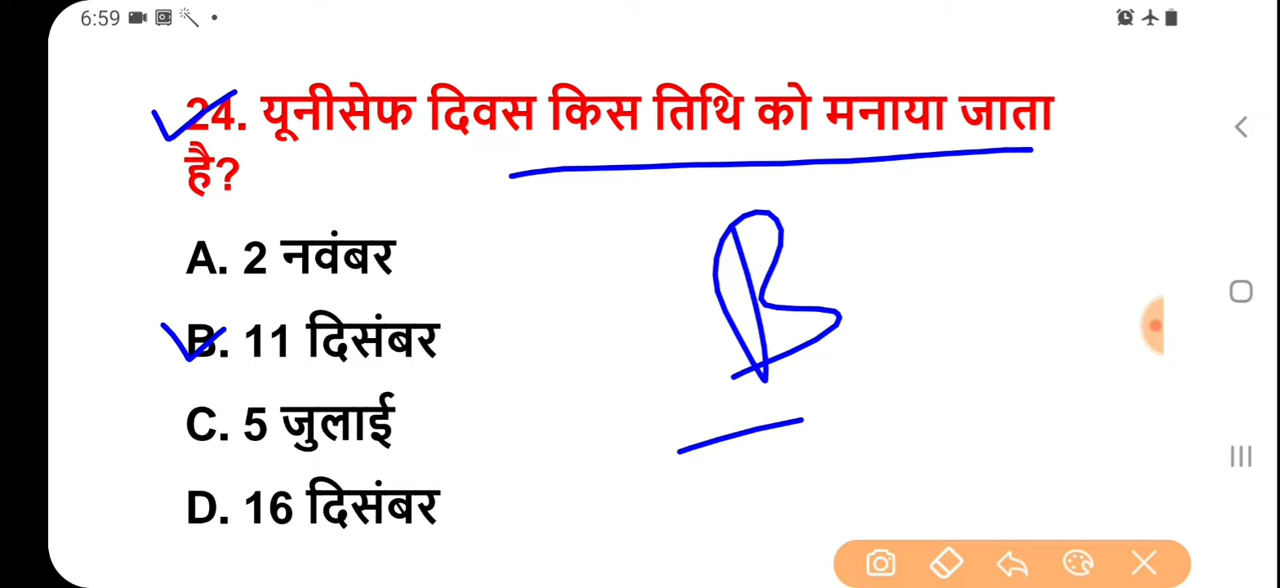 6:59
24. यूनीसेफ दिवस किस तिथि को मनाया जाता
है?
A. 2 नवंबर
B. 11 दिसंबर
B
C. 5 जुलाई
D. 16 दिसंबर